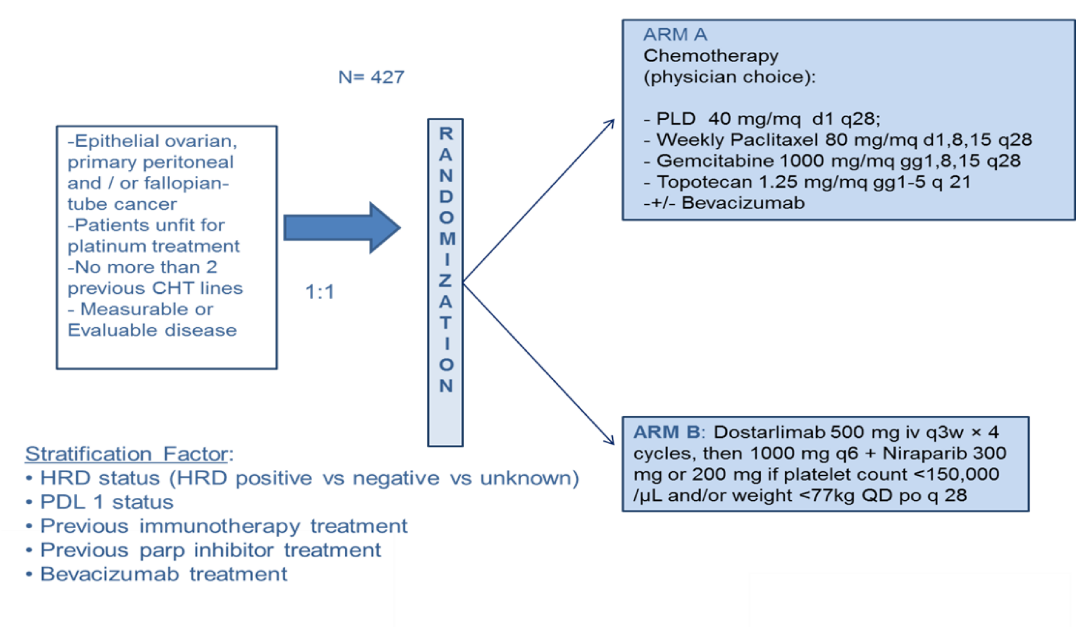 N= 427
-Epithelial ovarian,
primary peritoneal
and / or fallopian-
tube cancer
-Patients unfit for
platinum treatment
-No more than 2
previous CHT lines
- Measurable or
Evaluable disease
1:1
R
A
N
D
O
M
I
Z
A
T
I
O
N
ARM A
Chemotherapy
(physician choice):
- PLD 40 mg/mq d1 q28;
- Weekly Paclitaxel 80 mg/mq d1,8,15 q28
- Gemcitabine 1000 mg/mq gg1,8,15 q28
- Topotecan 1.25 mg/mq gg1-5 q 21
-+/- Bevacizumab
ARM B: Dostarlimab 500 mg iv q3w × 4
cycles, then 1000 mg q6 + Niraparib 300
mg or 200 mg if platelet count <150,000
/µL and/or weight <77kg QD po q 28
Stratification Factor:
• HRD status (HRD positive vs negative vs unknown)
• PDL 1 status
• Previous immunotherapy treatment
• Previous parp inhibitor treatment
• Bevacizumab treatment